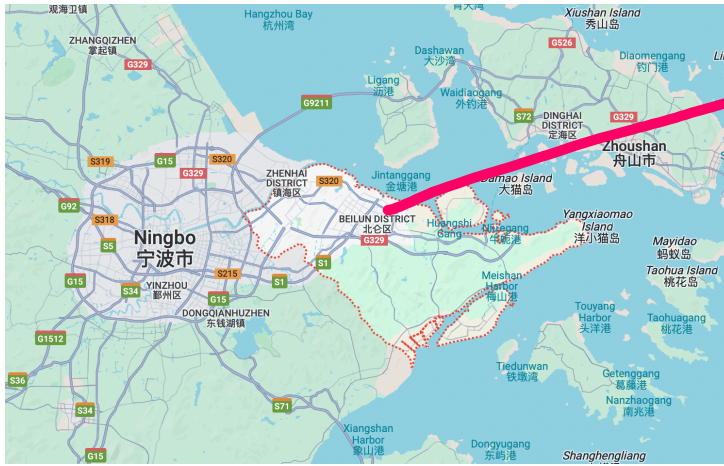 观海卫镇
Hangzhou Bay
杭州湾
Xiushan Island
秀山岛
ZHANGQIZHEN
掌起镇
G329
Dashawan
大沙湾
G526
Diaomengang
钓门港
Ligang
沥港
Waidiaogang
外钓港
G9211
S72
DINGHAI
DISTRICT
定海区
G329
Zhoushan
舟山市
S319
G15
S320
G329
ZHENHAI
DISTRICT
镇海区
S320
Jintanggang
金塘港
Damao Island
大猫岛
G92
S318
S5
Ningbo
宁波市
BEILUN DISTRICT
北仑区
G329
Huangshi
Gang
Yangxiaomao
Island
洋小猫岛
Mayidao
蚂蚁岛
Taohua Island
桃花岛
G15
S34
YINZHOU
鄞州区
S215
G15
S1
S1
Meishan
Harbor
梅山港
DONGQIANHUZHEN
东钱湖镇
Touyang
Harbor
头洋港
Taohuagang
桃花港
G1512
Tiedunwan
铁墩湾
Getenggang
葛藤港
Nanzhaogang
南兆港
S36
S34
S71
Xiangshan
Harbor
象山港
Dongyugang
东屿港
Shanghengliang
G15